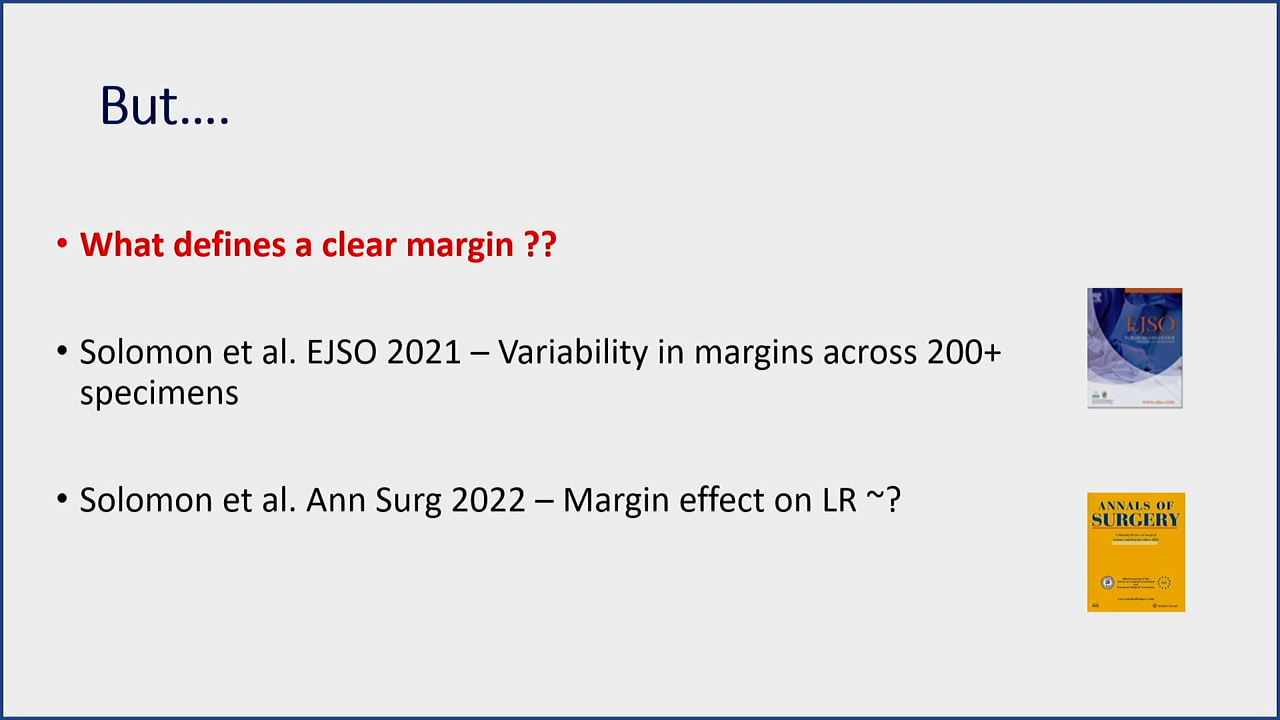 But....
• What defines a clear margin ??
• Solomon et al. EJSO 2021 – Variability in margins across 200+
specimens
EJSO
• Solomon et al. Ann Surg 2022 – Margin effect on LR ~?
ANNALS OF
SURGERY